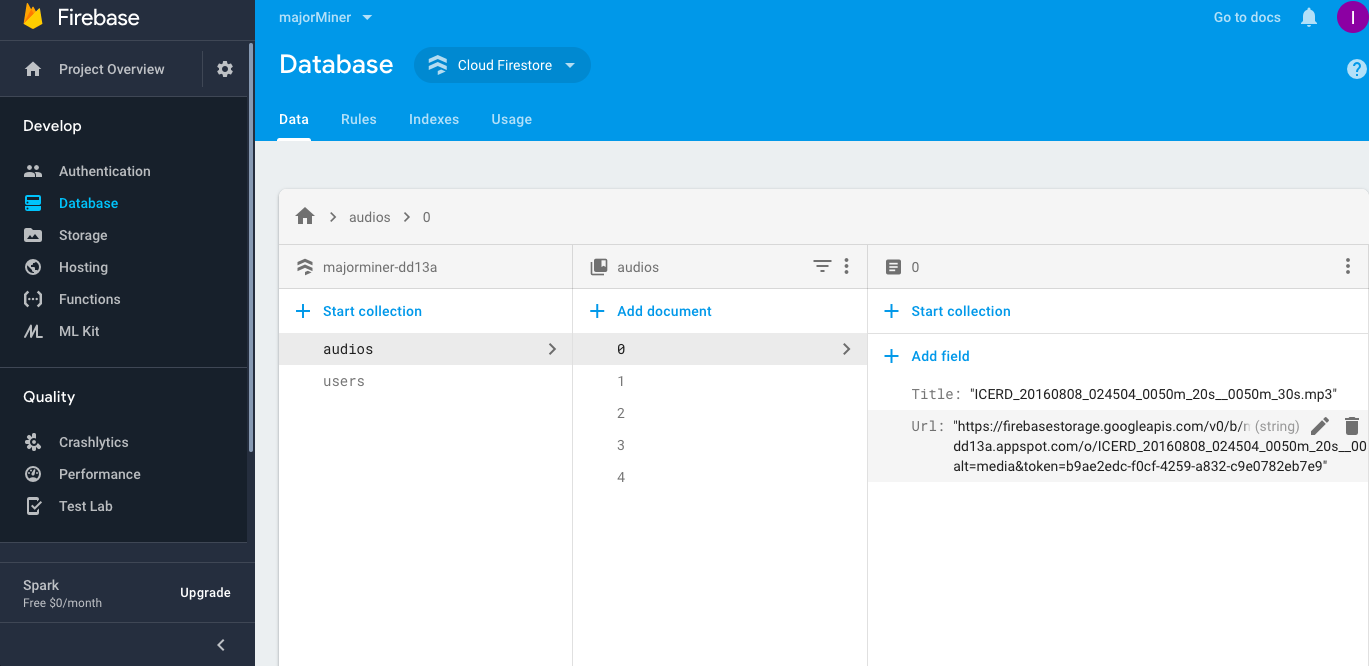 Firebase
Project Overview
Develop
Authentication
Database
Storage
Hosting
Functions
ML Kit
Quality
Crashlytics
Performance
Test Lab
Spark
Free $0/month
Upgrade
majorMiner
Go to docs
I
Database
Cloud Firestore
?
Data Rules Indexes Usage
audios 0
majorminer-dd13a
Start collection
audios
users
audios
Add document
0
1
2
3
4
0
Start collection
Add field
Title: "ICERD_20160808_024504_0050m_20s__0050m_30s.mp3"
Url: "https://firebasestorage.googleapis.com/v0/b/ (string)
dd13a.appspot.com/o/ICERD_20160808_024504_0050m_20s__00
alt=media&token=b9ae2edc-f0cf-4259-a832-c9e0782eb7e9"